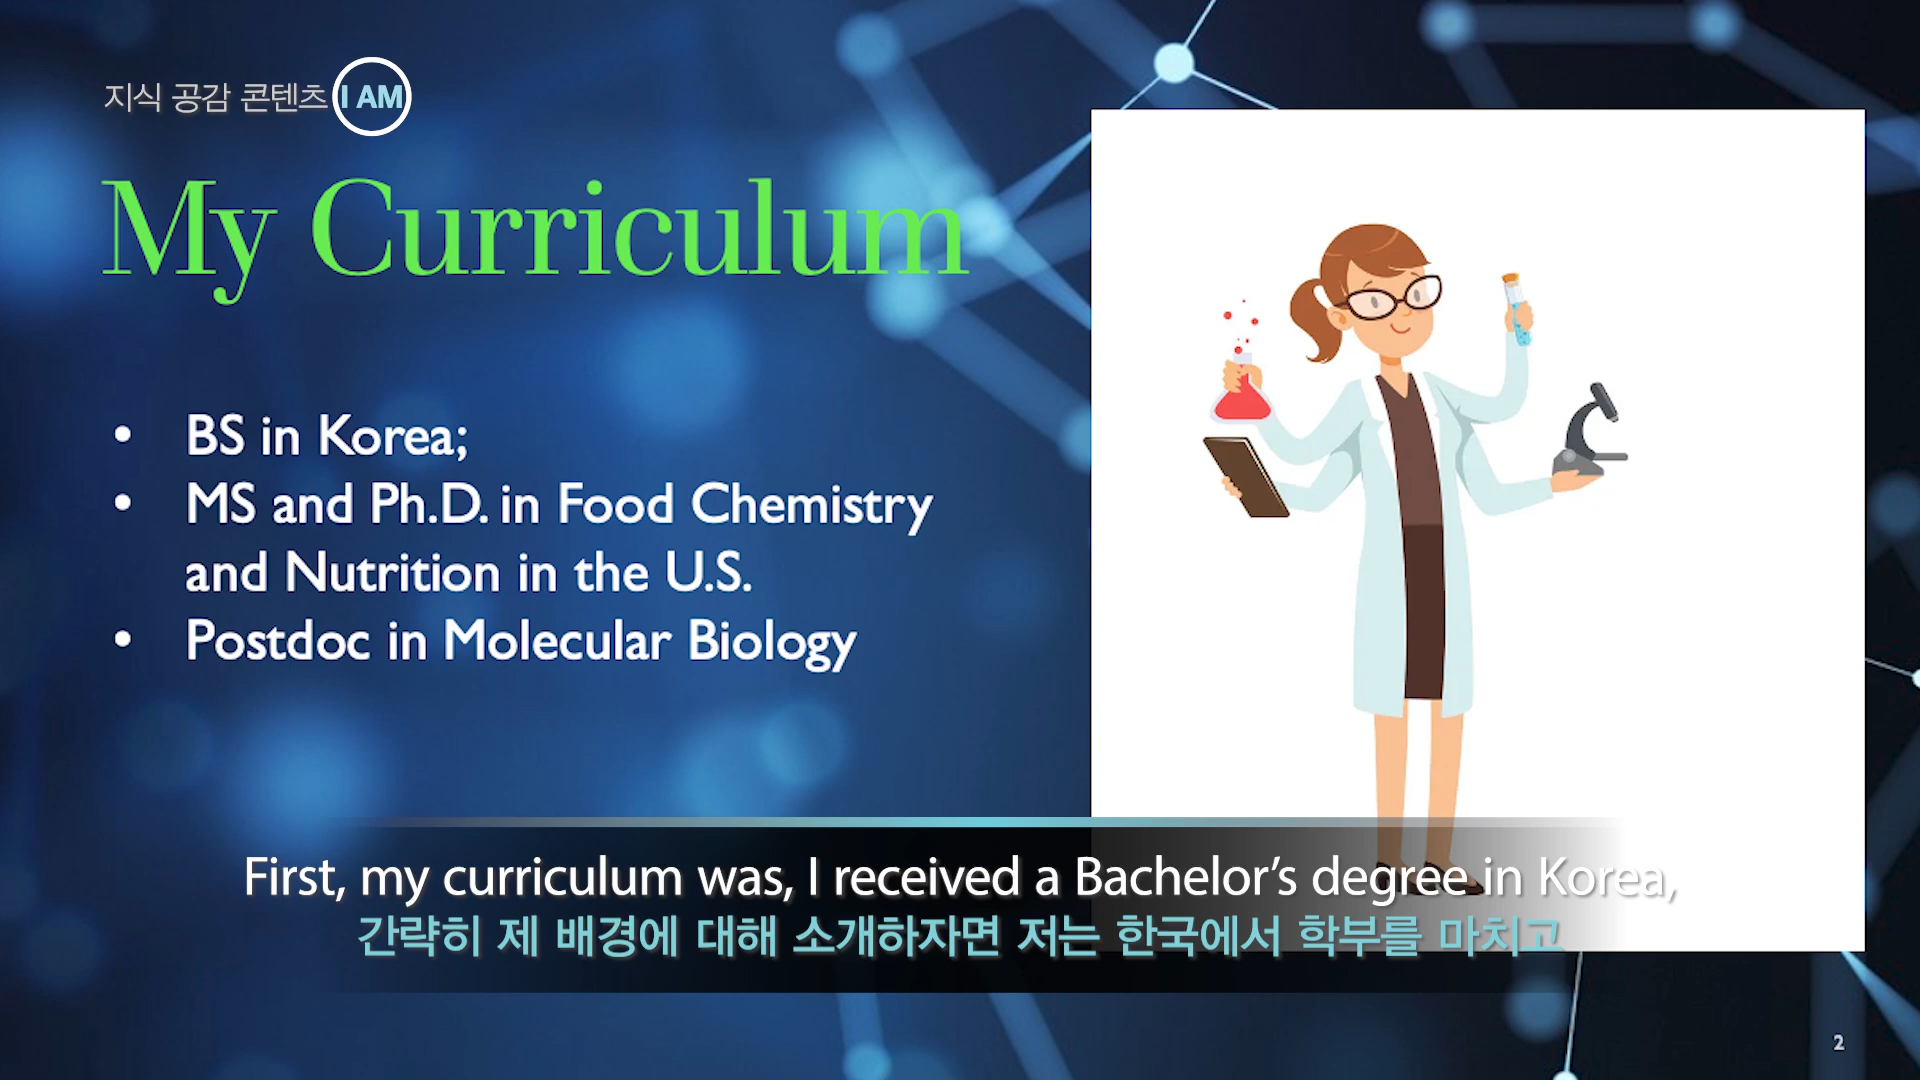 지식 공감 콘텐츠 I AM
My Curriculum
• BS in Korea;
• MS and Ph.D. in Food Chemistry
and Nutrition in the U.S.
• Postdoc in Molecular Biology
First, my curriculum was, I received a Bachelor’s degree in Korea,
간략히 제 배경에 대해 소개하자면 저는 한국에서 학부를 마치고
2